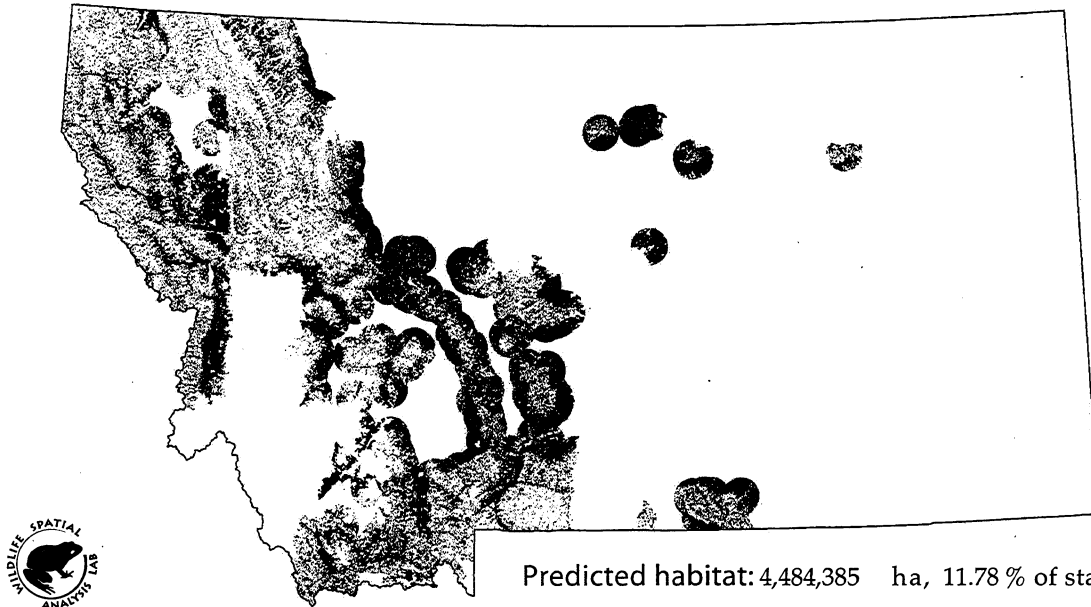 WILDLIFE SPATIAL ANALYSIS LAB
Predicted habitat: 4,484,385 ha, 11.78 % of sta